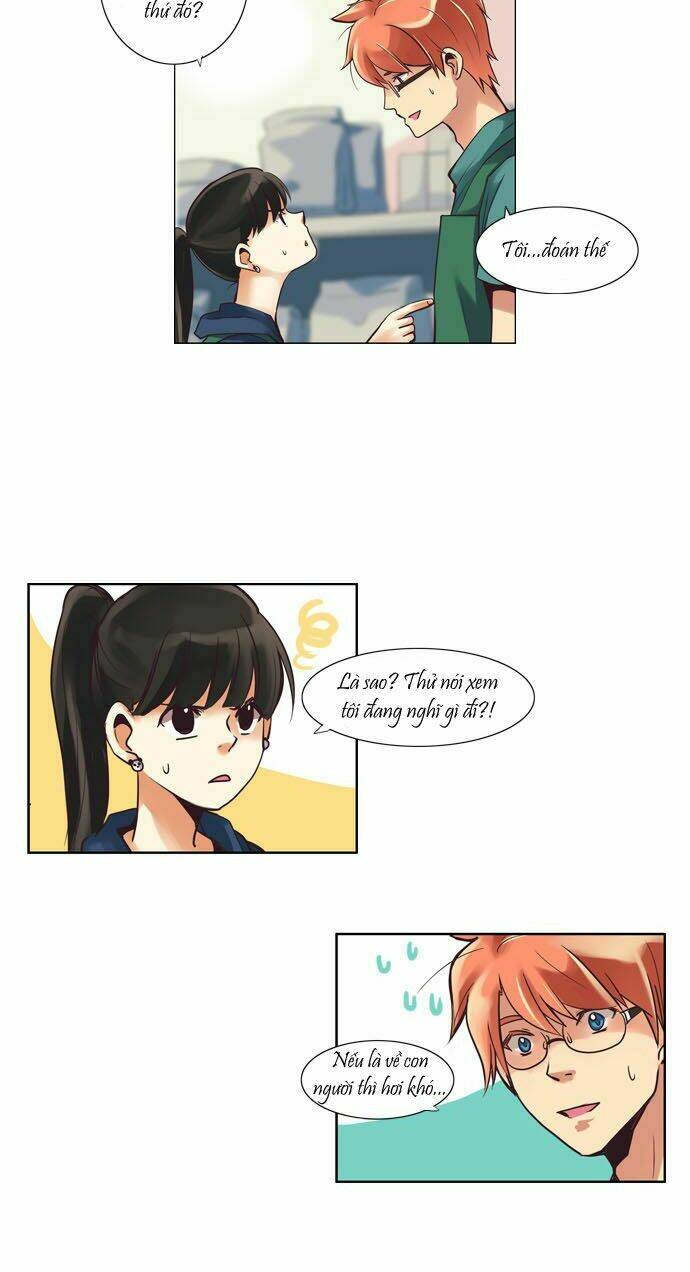 thứ đó?
Tôi...đoán thế
Là sao? Thử nói xem
tôi đang nghĩ gì đi?!
Nếu là về con
người thì hơi khó...